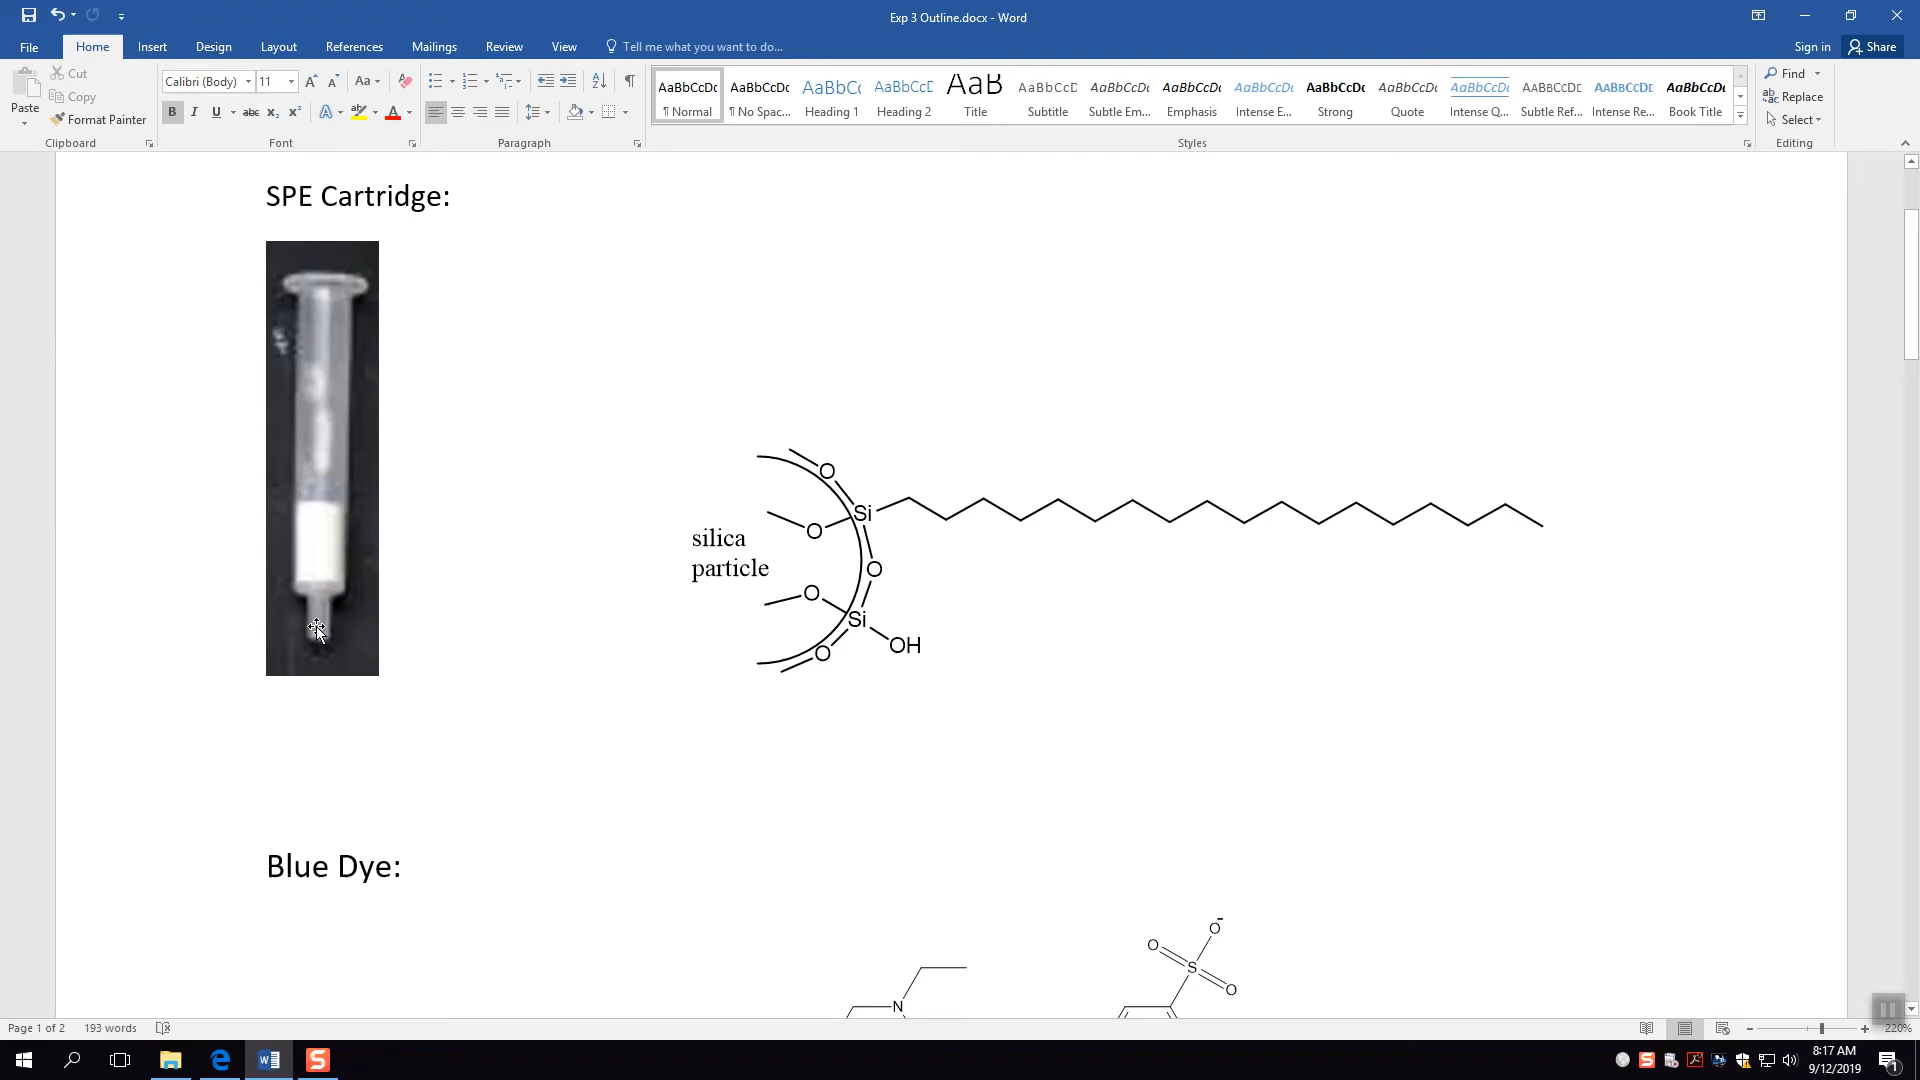 Exp 3 Outline.docx - Word
File Home Insert Design Layout References Mailings Review View Tell me what you want to do... Sign in Share
Paste
Cut
Copy
Format Painter
Clipboard
Calibri (Body) 11
Font
Paragraph
AaBbCcDc AaBbCcDc AaBbCc AaBbCcD AaB AaBbCcD AaBbCcDc AaBbCcDc AaBbCcDc AaBbCcDc AaBbCcDc AaBbCcDc AaBbCcDc AaBbCcDc AaBbCcDc
¶ Normal ¶ No Spac... Heading 1 Heading 2 Title Subtitle Subtle Em... Emphasis Intense E... Strong Quote Intense Q... Subtle Ref... Intense Re... Book Title
Styles
Find
Replace
Select
Editing
SPE Cartridge:
silica
particle
O
Si
O
O
O
Si
OH
O
Blue Dye:
O-
O
S
O
N
Page 1 of 2 193 words 220%
8:17 AM
9/12/2019